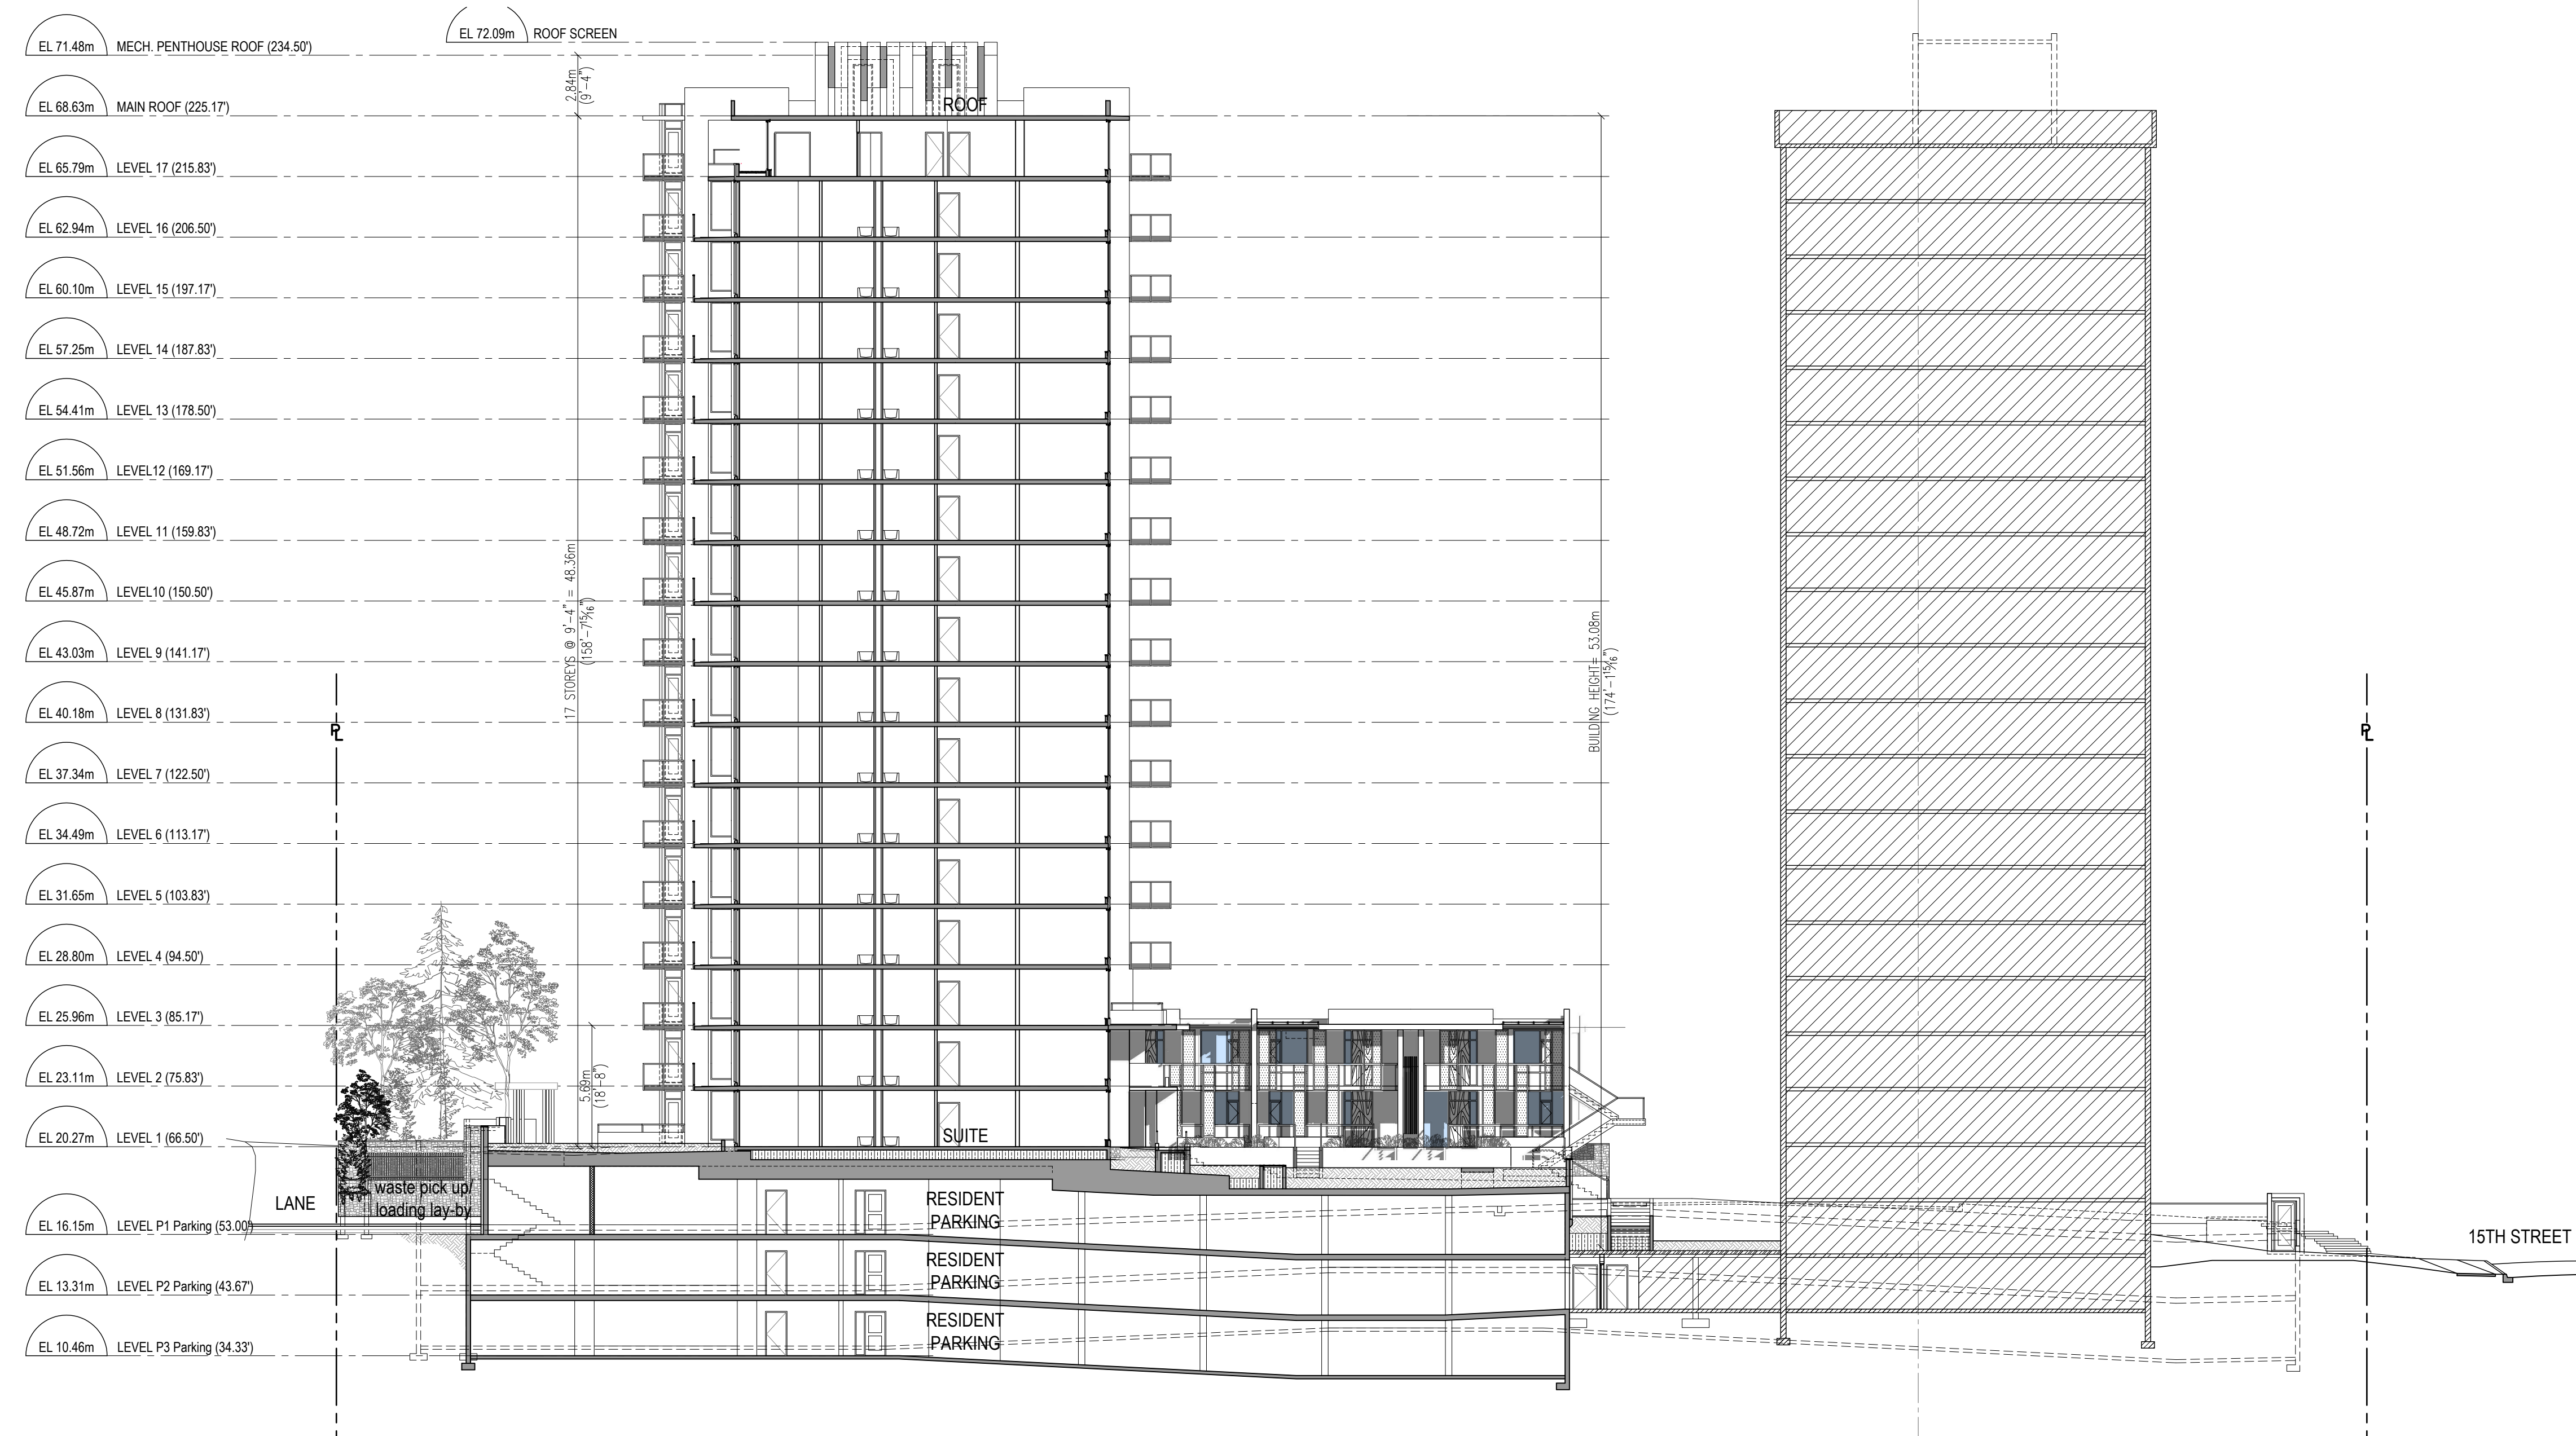 EL 72.09m ROOF SCREEN
EL 71.48m MECH. PENTHOUSE ROOF (234.50')
2.84m
(9'-4")
EL 68.63m MAIN ROOF (225.17')
ROOF
EL 65.79m LEVEL 17 (215.83')
EL 62.94m LEVEL 16 (206.50')
EL 60.10m LEVEL 15 (197.17')
EL 57.25m LEVEL 14 (187.83')
EL 54.41m LEVEL 13 (178.50')
EL 51.56m LEVEL12 (169.17')
EL 48.72m LEVEL 11 (159.83')
EL 45.87m LEVEL10 (150.50')
17 STOREYS @ 9'-4" = 48.36m
(158'-7 15/16")
BUILDING HEIGHT= 53.08m
(174'-1 15/16")
EL 43.03m LEVEL 9 (141.17')
EL 40.18m LEVEL 8 (131.83')
PL
PL
EL 37.34m LEVEL 7 (122.50')
EL 34.49m LEVEL 6 (113.17')
EL 31.65m LEVEL 5 (103.83')
EL 28.80m LEVEL 4 (94.50')
EL 25.96m LEVEL 3 (85.17')
EL 23.11m LEVEL 2 (75.83')
5.69m
(18'-8")
EL 20.27m LEVEL 1 (66.50')
SUITE
LANE
waste pick up/
loading lay-by
RESIDENT
PARKING
EL 16.15m LEVEL P1 Parking (53.00')
15TH STREET
RESIDENT
PARKING
EL 13.31m LEVEL P2 Parking (43.67')
RESIDENT
PARKING
EL 10.46m LEVEL P3 Parking (34.33')